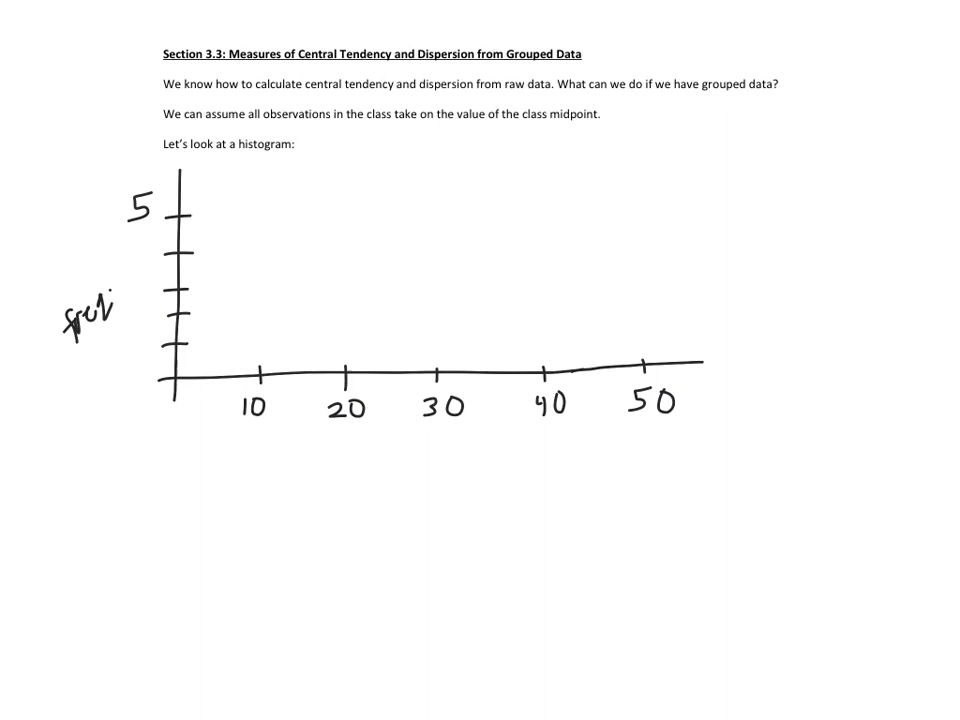 Section 3.3: Measures of Central Tendency and Dispersion from Grouped Data
We know how to calculate central tendency and dispersion from raw data. What can we do if we have grouped data?
We can assume all observations in the class take on the value of the class midpoint.
Let's look at a histogram:
5
10 20 30 40 50